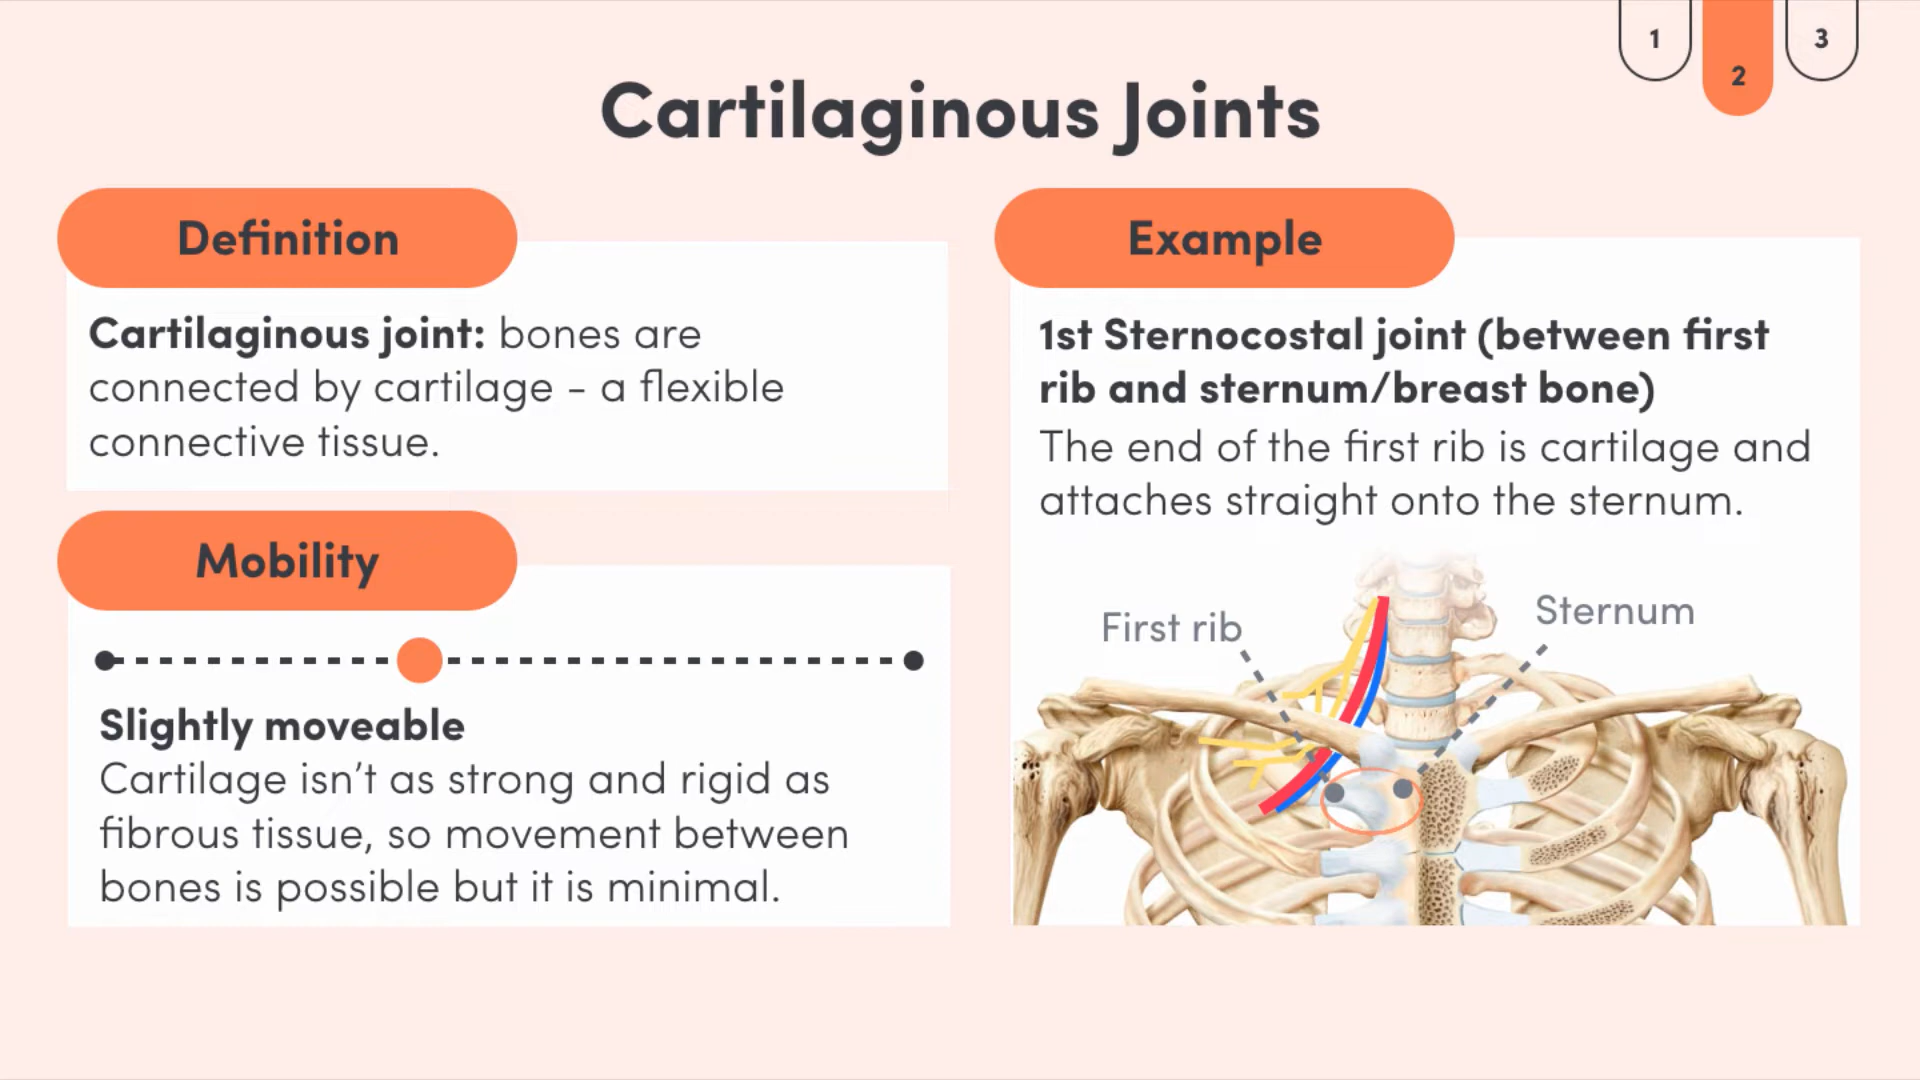 1
2
3
Cartilaginous Joints
Definition
Cartilaginous joint: bones are
connected by cartilage - a flexible
connective tissue.
Mobility
Slightly moveable
Cartilage isn't as strong and rigid as
fibrous tissue, so movement between
bones is possible but it is minimal.
Example
1st Sternocostal joint (between first
rib and sternum/breast bone)
The end of the first rib is cartilage and
attaches straight onto the sternum.
First rib
Sternum